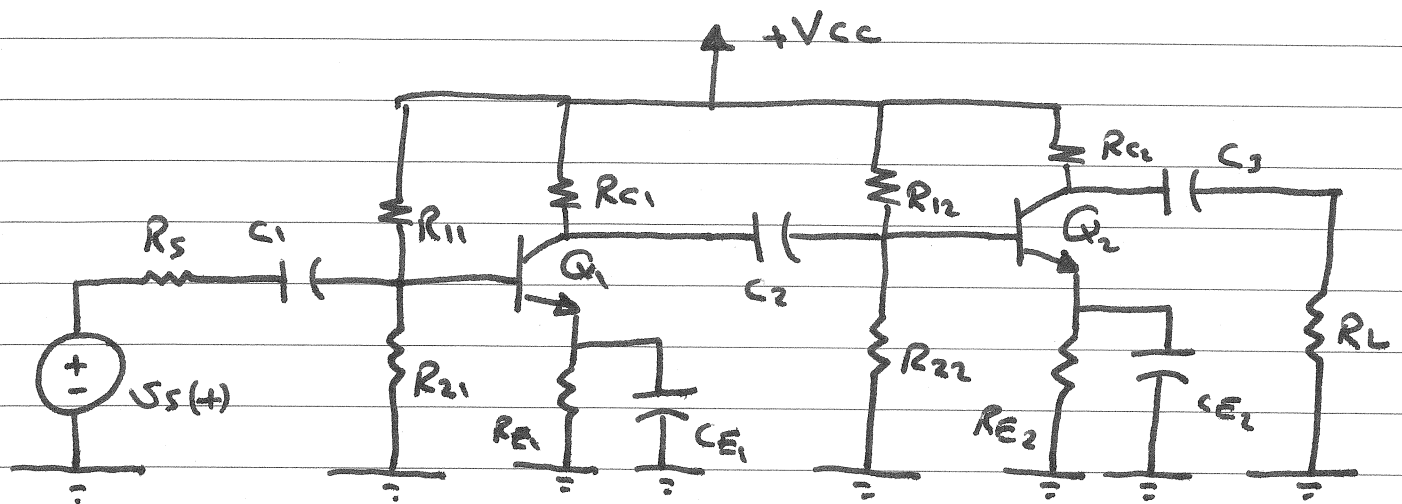 +Vcc
RC1
R12
RC2
C3
RS
C1
R11
Q1
C2
Q2
+
-
vs(t)
R21
RE1
CE1
R22
RE2
CE2
RL